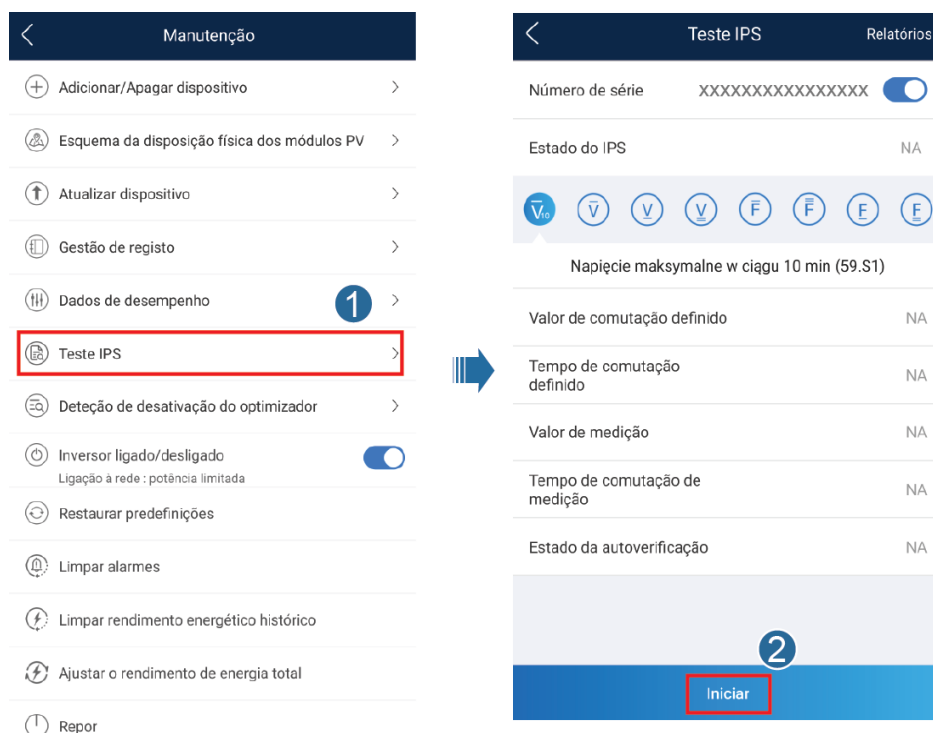 Manutenção
Adicionar/Apagar dispositivo
Esquema da disposição física dos módulos PV
Atualizar dispositivo
Gestão de registo
Dados de desempenho
1
Teste IPS
Deteção de desativação do optimizador
Inversor ligado/desligado
Ligação à rede : potência limitada
Restaurar predefinições
Limpar alarmes
Limpar rendimento energético histórico
Ajustar o rendimento de energia total
Repor
Teste IPS Relatórios
Número de série XXXXXXXXXXXXXXXX
Estado do IPS NA
V̅₁₀ V̅ V̲ V̳ F̅ F̿ F̲ F̳
Napięcie maksymalne w ciągu 10 min (59.S1)
Valor de comutação definido NA
Tempo de comutação
definido NA
Valor de medição NA
Tempo de comutação de
medição NA
Estado da autoverificação NA
2
Iniciar